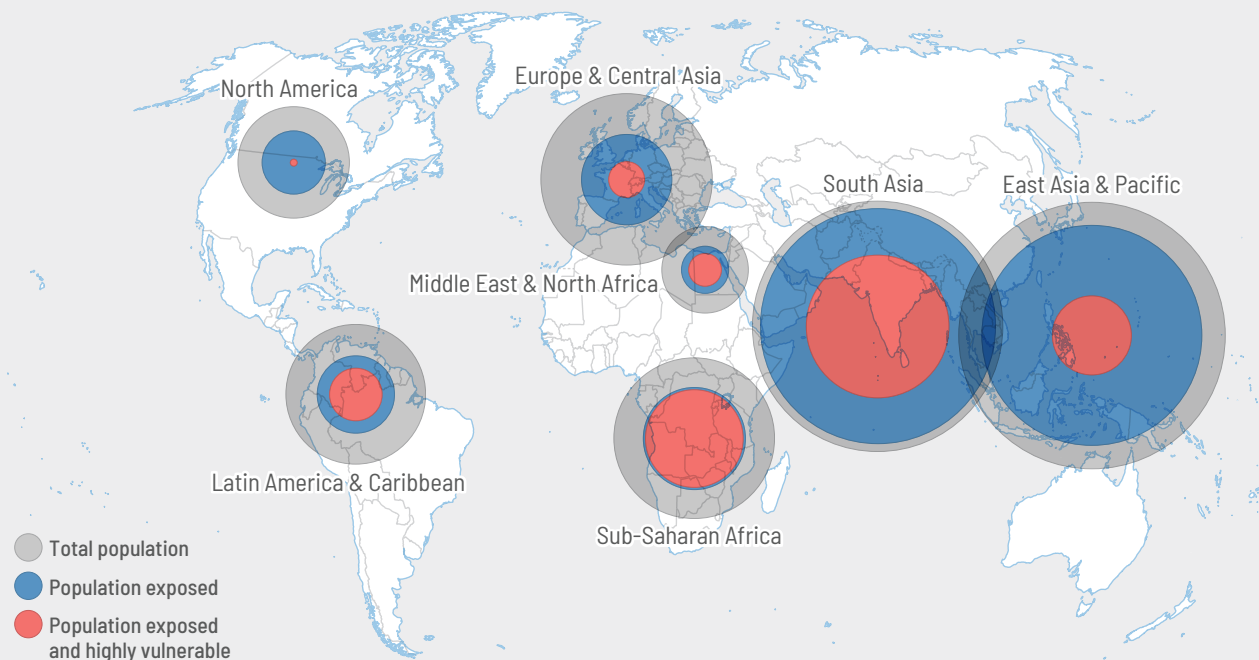 North America
Europe & Central Asia
South Asia
East Asia & Pacific
Middle East & North Africa
Latin America & Caribbean
Sub-Saharan Africa
Total population
Population exposed
Population exposed
and highly vulnerable